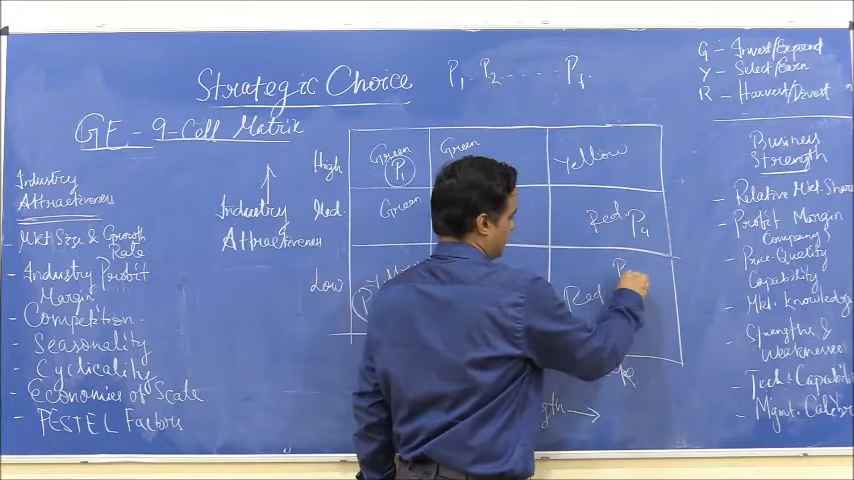 Strategic Choice P1 P2 ..... P7.
GE - 9-Cell Matrix
Industry
Attractiveness
- Mkt Size & Growth
Rate
- Industry Profit
Margin
- Competition
- Seasonality
- Cyclicality
- Economies of Scale
- PESTEL Factors
Industry
Attractiveness
High Green P1 Green Yellow
Med. Green Red P4
Low Red
G - Invest/Expand
Y - Select/Earn
R - Harvest/Divest
Business
Strength
- Relative Mkt. Share
- Profit Margin
Company's
- Price-Quality
Capability
- Mkt. Knowledge
- Strengths &
Weaknesses
- Tech. Capabili
- Mgmt. Calib